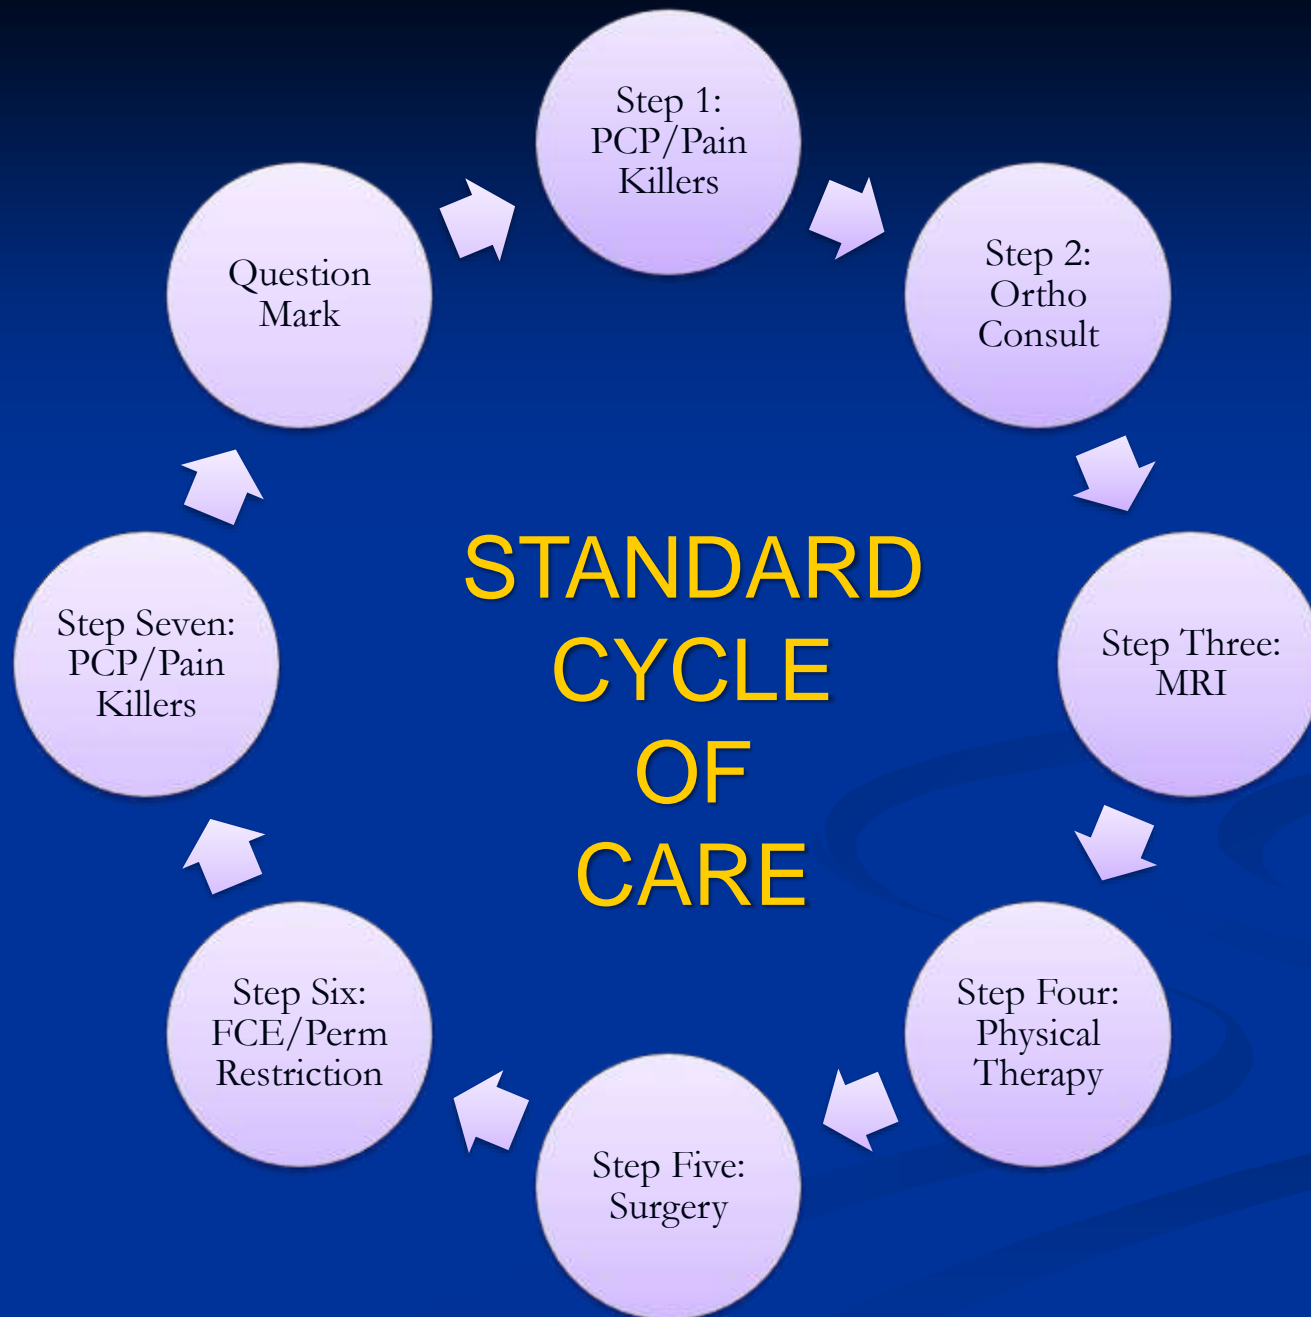 Step 1:
PCP/Pain
Killers
Step 2:
Ortho
Consult
Step Three:
MRI
Step Four:
Physical
Therapy
Step Five:
Surgery
Step Six:
FCE/Perm
Restriction
Step Seven:
PCP/Pain
Killers
Question
Mark
STANDARD
CYCLE
OF
CARE